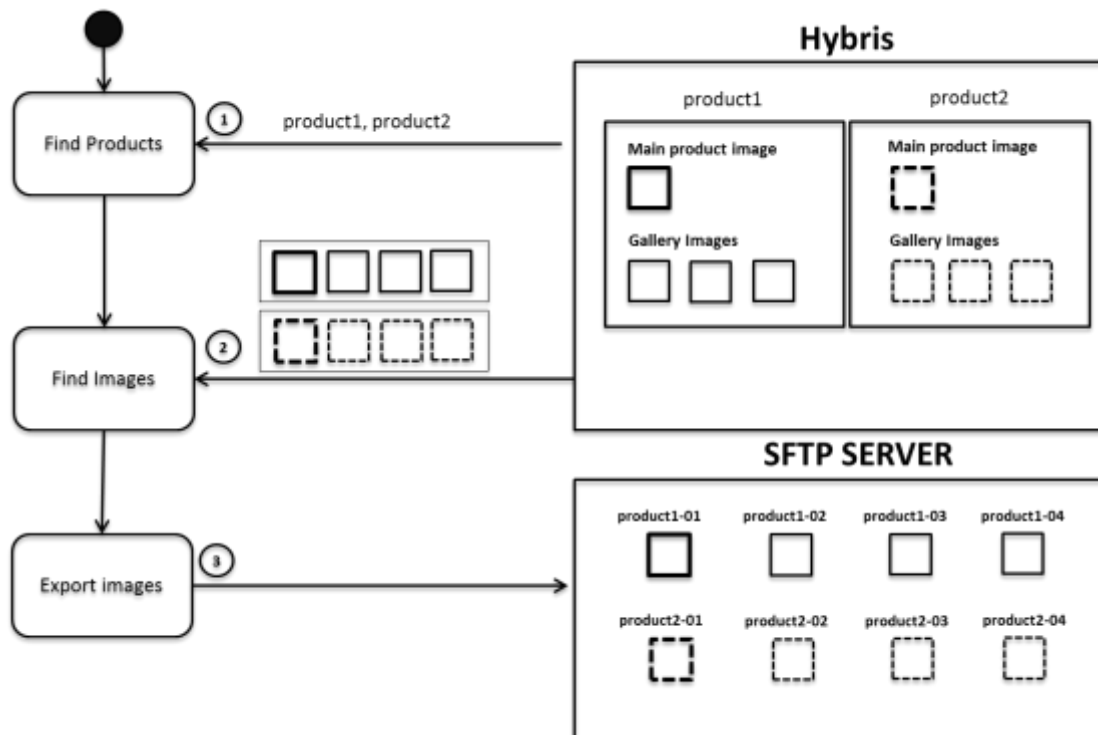 Hybris
product1
product2
Find Products
1
product1, product2
Main product image
Main product image
Gallery Images
Gallery Images
Find Images
2
SFTP SERVER
product1-01
product1-02
product1-03
product1-04
Export images
3
product2-01
product2-02
product2-03
product2-04